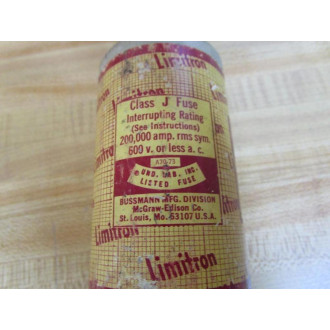 Limitron
Class J Fuse
Interrupting Rating
(See Instructions)
200,000 amp. rms sym.
600 v. or less a. c.
UND. LAB. INC.
LISTED FUSE
BUSSMANN MFG. DIVISION
McGraw-Edison Co.
St. Louis, Mo. 63107 U.S.A.
Limitron
Limitron